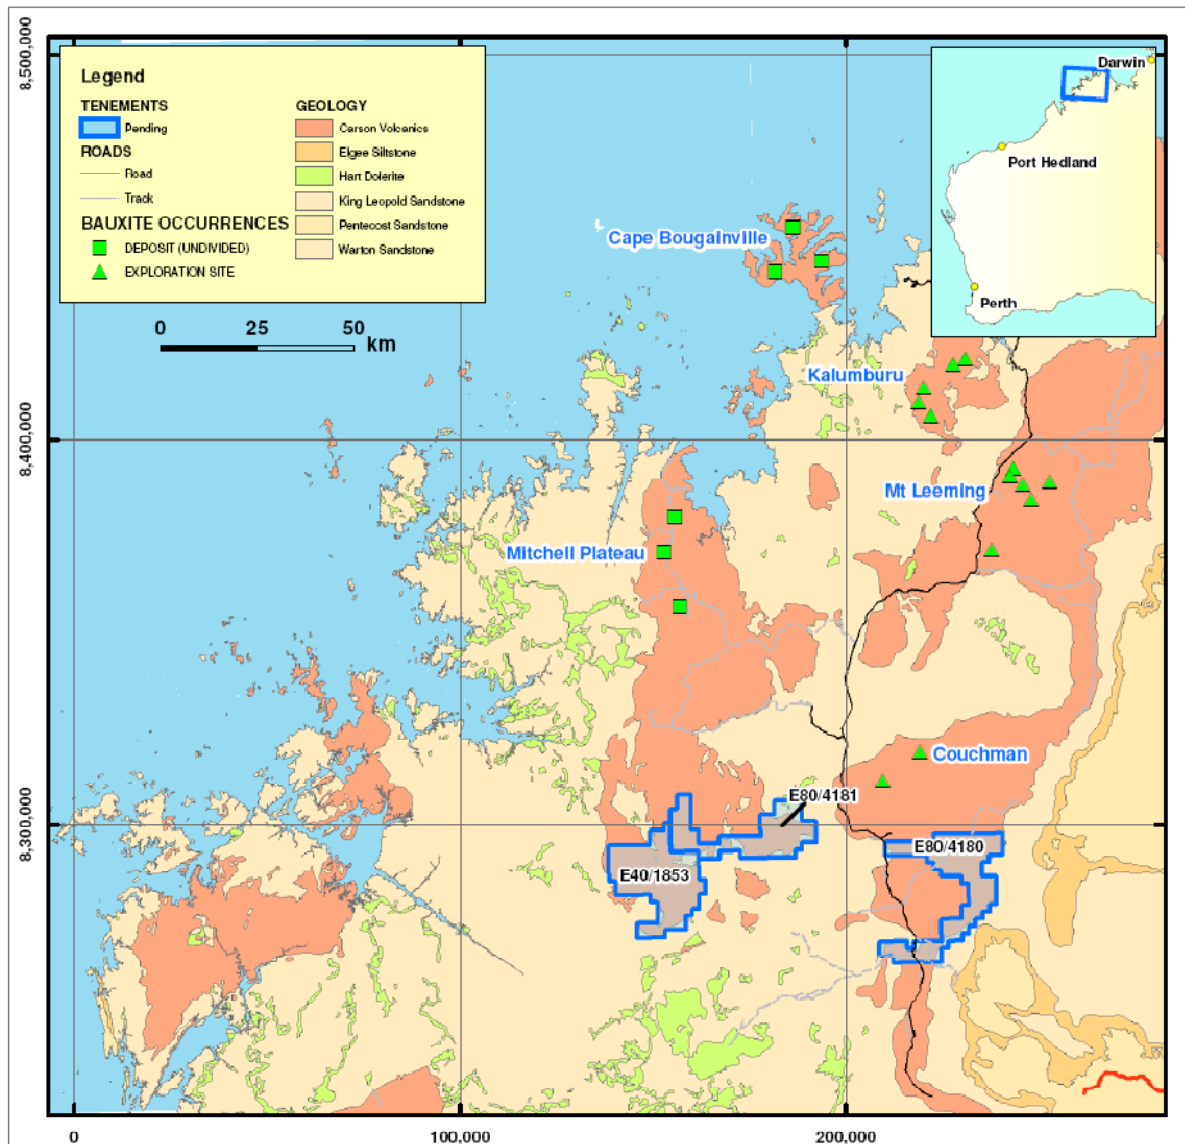 8,500,000
Legend
TENEMENTS
Pending
ROADS
Road
Track
BAUXITE OCCURRENCES
DEPOSIT (UNDIVIDED)
EXPLORATION SITE
GEOLOGY
Carson Volcanics
Elgee Siltstone
Hart Dolerite
King Leopold Sandstone
Pentecost Sandstone
Warton Sandstone
0 25 50
km
Darwin
Port Hedland
Perth
Cape Bougainville
Kalumburu
8,400,000
Mt Leeming
Mitchell Plateau
Couchman
E80/4181
8,300,000
E80/4180
E40/1853
0 100,000 200,000